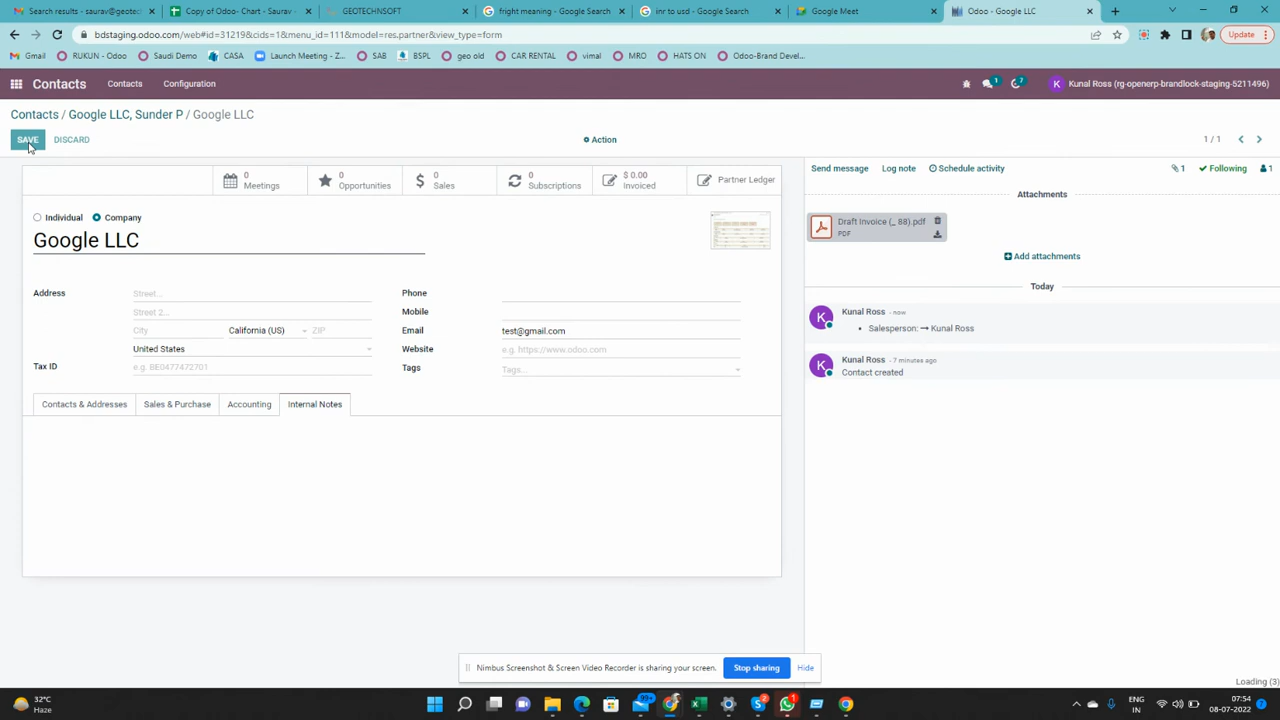 Search results - saurav@geotec
Copy of Odoo - Chart - Saurav -
GEOTECHNSOFT
fright meaning - Google Search
inr to usd - Google Search
Google Meet
Odoo - Google LLC
bdstaging.odoo.com/web#id=31219&cids=1&menu_id=111&model=res.partner&view_type=form
Update
Gmail
RUKUN - Odoo
Saudi Demo
CASA
Launch Meeting - Z...
SAB
BSPL
geo old
CAR RENTAL
vimal
MRO
HATS ON
Odoo-Brand Devel...
Contacts
Contacts
Configuration
1
7
K
Kunal Ross (rg-openerp-brandlock-staging-5211496)
Contacts / Google LLC, Sunder P / Google LLC
SAVE
DISCARD
Action
1 / 1
0
Meetings
0
Opportunities
0
Sales
0
Subscriptions
$ 0.00
Invoiced
Partner Ledger
Send message
Log note
Schedule activity
1
Following
1
Individual
Company
Google LLC
Attachments
Draft Invoice (_ 88).pdf
PDF
Add attachments
Today
Address
Street...
Street 2...
City
California (US)
ZIP
United States
Tax ID
e.g. BE0477472701
Phone
Mobile
Email
test@gmail.com
Website
e.g. https://www.odoo.com
Tags
Tags...
K
Kunal Ross - now
Salesperson: → Kunal Ross
K
Kunal Ross - 7 minutes ago
Contact created
Contacts & Addresses
Sales & Purchase
Accounting
Internal Notes
Nimbus Screenshot & Screen Video Recorder is sharing your screen.
Stop sharing
Hide
Loading (3)
32°C
Haze
99+
2
1
ENG
IN
07:54
08-07-2022